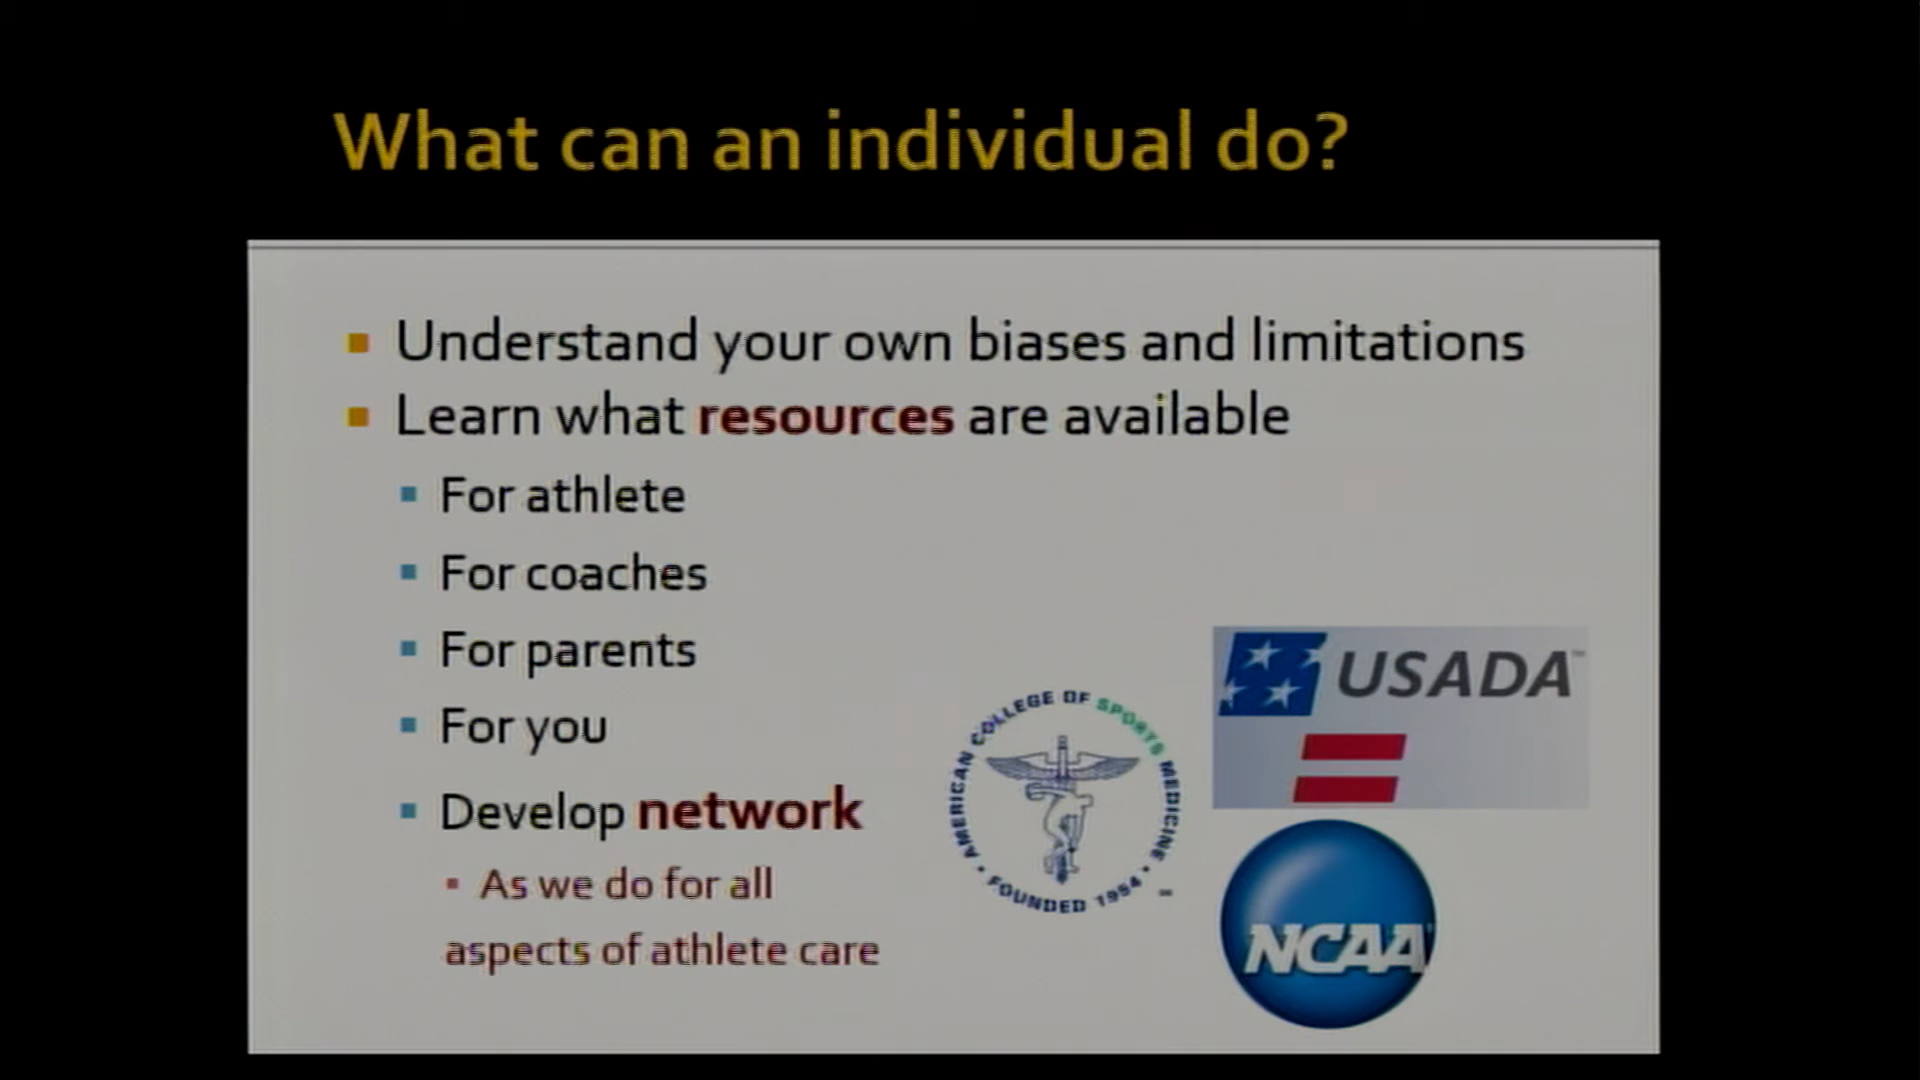 What can an individual do?
Understand your own biases and limitations
Learn what resources are available
For athlete
For coaches
For parents
For you
Develop network
As we do for all
aspects of athlete care
AMERICAN COLLEGE OF SPORTS MEDICINE
FOUNDED 1954
USADA
NCAA